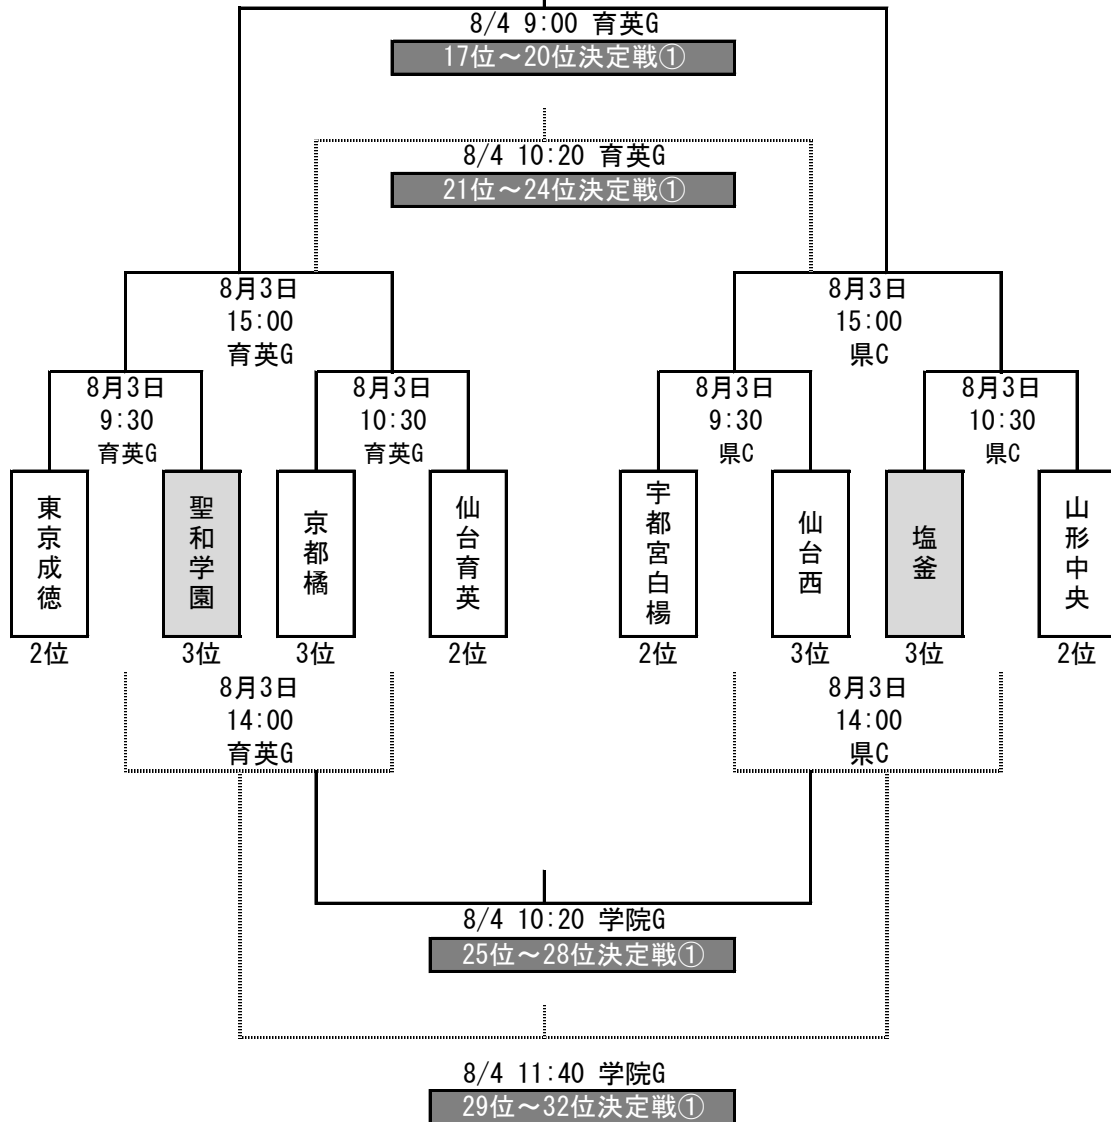 8/4 9:00 育英G
17位～20位決定戦①
8/4 10:20 育英G
21位～24位決定戦①
8月3日
15:00
育英G
8月3日
15:00
県C
8月3日
9:30
育英G
8月3日
10:30
育英G
8月3日
9:30
県C
8月3日
10:30
県C
東京成徳
聖和学園
京都橘
仙台育英
宇都宮白楊
仙台西
塩釜
山形中央
2位
3位
3位
2位
2位
3位
3位
2位
8月3日
14:00
育英G
8月3日
14:00
県C
8/4 10:20 学院G
25位～28位決定戦①
8/4 11:40 学院G
29位～32位決定戦①